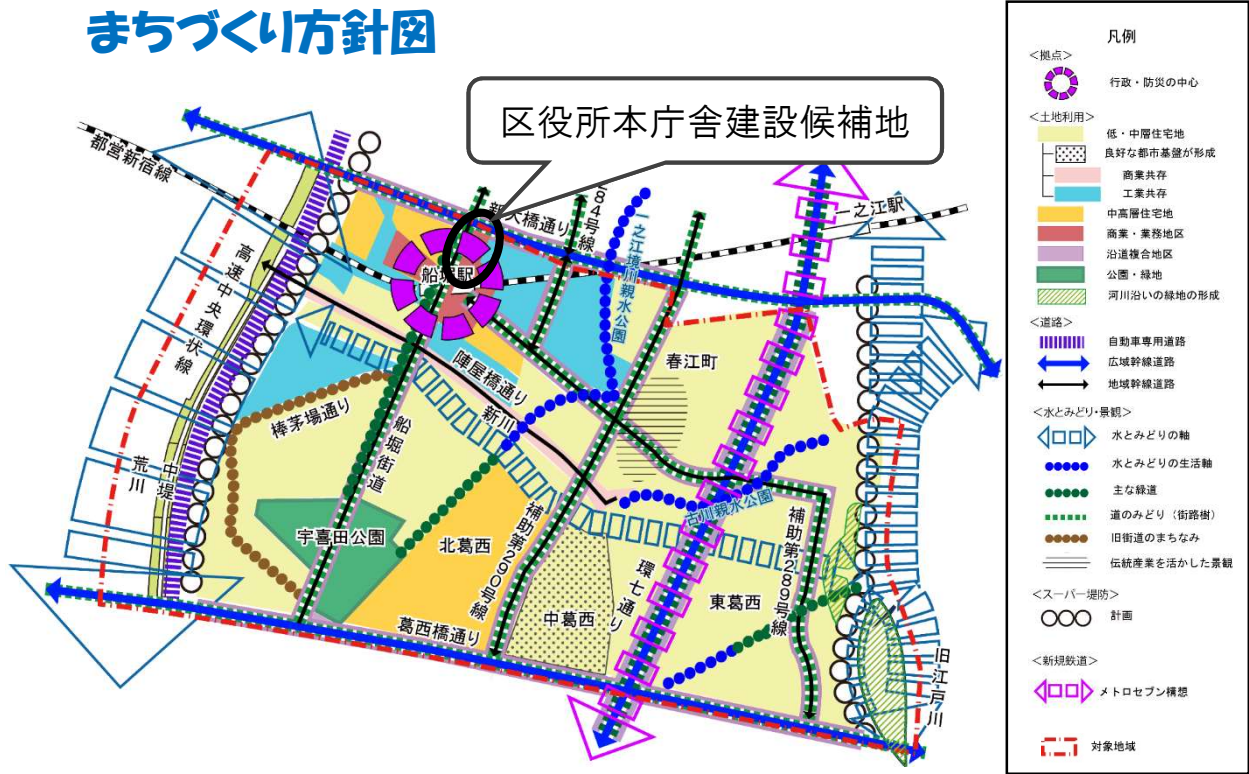 まちづくり方針図
区役所本庁舎建設候補地
都営新宿線
新大橋通り
284号線
一之江境川親水公園
一之江駅
船堀駅
高速中央環状線
春江町
陣屋橋通り
新川
棒茅場通り
船堀街道
荒川
中堤
宇喜田公園
北葛西
補助第290号線
古川親水公園
環七通り
補助第289号線
中葛西
東葛西
葛西橋通り
旧江戸川
凡例
<拠点>
行政・防災の中心
<土地利用>
低・中層住宅地
良好な都市基盤が形成
商業共存
工業共存
中高層住宅地
商業・業務地区
沿道複合地区
公園・緑地
河川沿いの緑地の形成
<道路>
自動車専用道路
広域幹線道路
地域幹線道路
<水とみどり・景観>
水とみどりの軸
水とみどりの生活軸
主な緑道
道のみどり(街路樹)
旧街道のまちなみ
伝統産業を活かした景観
<スーパー堤防>
計画
<新規鉄道>
メトロセブン構想
対象地域